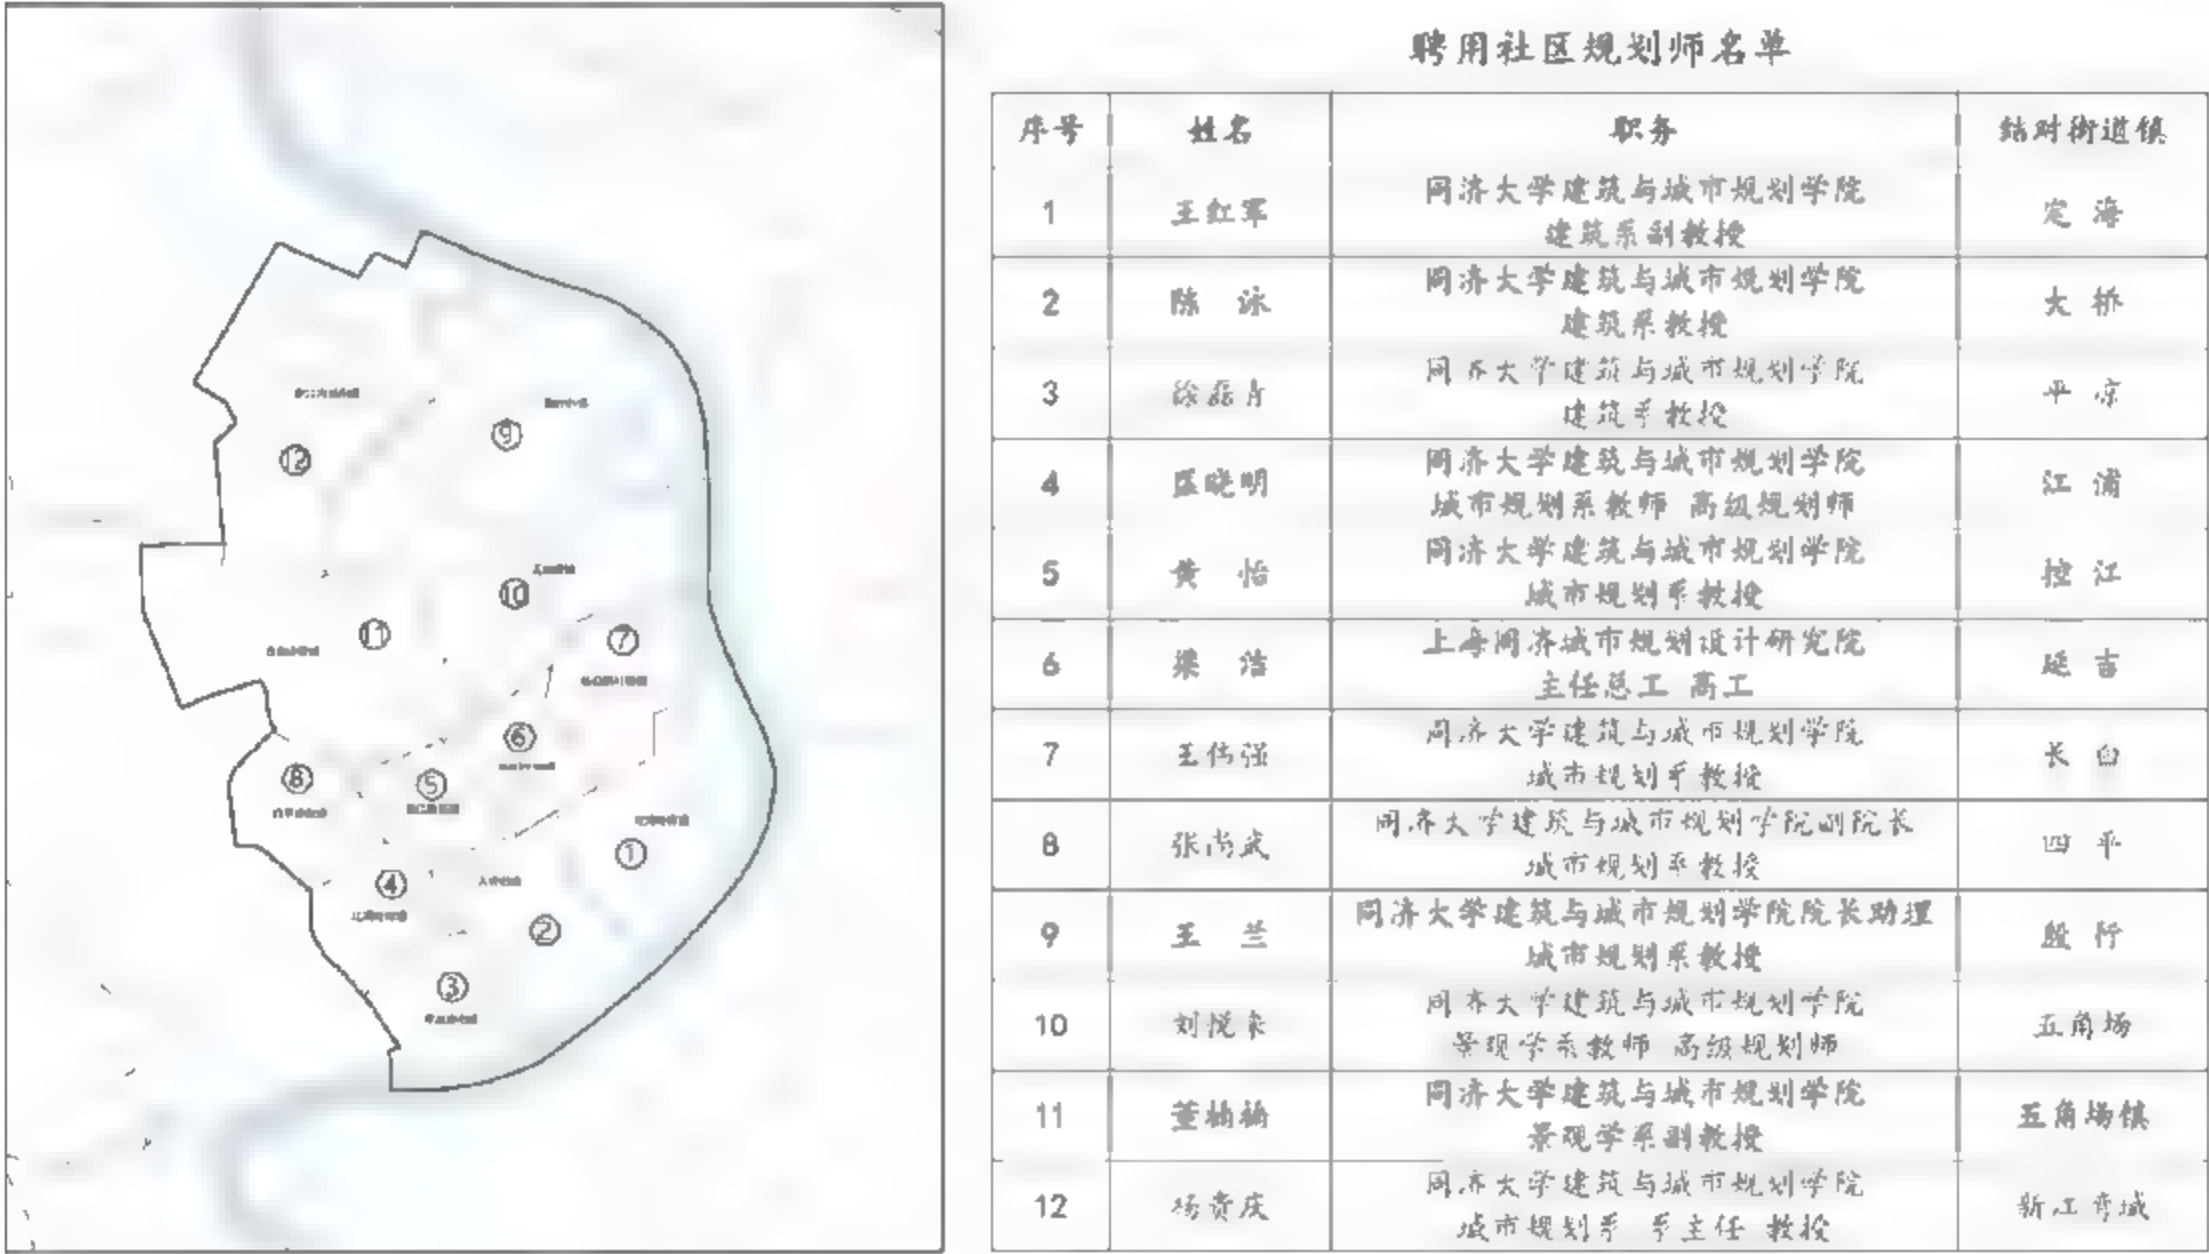 聘用社区规划师名单
序号 姓名 职务 结对街道镇
1 王红军 同济大学建筑与城市规划学院 定海
建筑系副教授
2 陈泳 同济大学建筑与城市规划学院 大桥
建筑系教授
3 徐磊青 同济大学建筑与城市规划学院 平凉
建筑系教授
4 匡晓明 同济大学建筑与城市规划学院 江浦
城市规划系教师 高级规划师
5 黄怡 同济大学建筑与城市规划学院 控江
城市规划系教授
6 梁洁 上海同济城市规划设计研究院 延吉
主任总工 高工
7 王伟强 同济大学建筑与城市规划学院 长白
城市规划系教授
8 张尚武 同济大学建筑与城市规划学院副院长 四平
城市规划系教授
9 王兰 同济大学建筑与城市规划学院院长助理 殷行
城市规划系教授
10 刘悦来 同济大学建筑与城市规划学院 五角场
景观学系教师 高级规划师
11 董楠楠 同济大学建筑与城市规划学院 五角场镇
景观学系副教授
12 杨贵庆 同济大学建筑与城市规划学院 新江湾城
城市规划系 系主任 教授
⑫
⑨
⑩
⑪
⑦
⑥
⑧
⑤
①
④
②
③